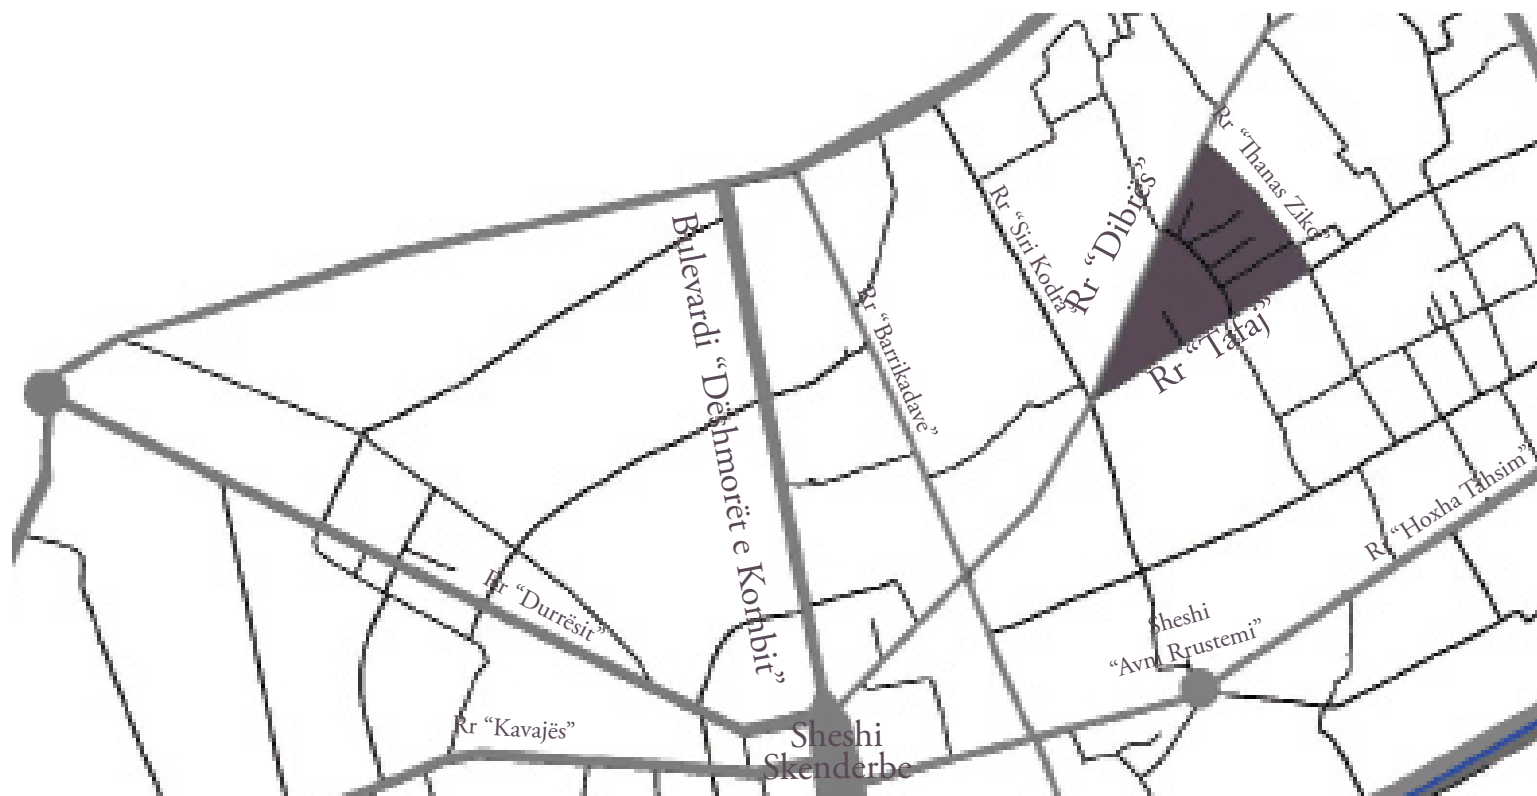 Rr “Thanas Ziko”
Rr “Dibrës”
Rr “Siri Kodra”
Bulevardi “Dëshmorët e Kombit”
Rr “Barrikadave”
Rr “Tafaj”
Rr “Hoxha Tahsim”
Rr “Durrësit”
Sheshi
“Avni Rrustemi”
Rr “Kavajës”
Sheshi
Skenderbe